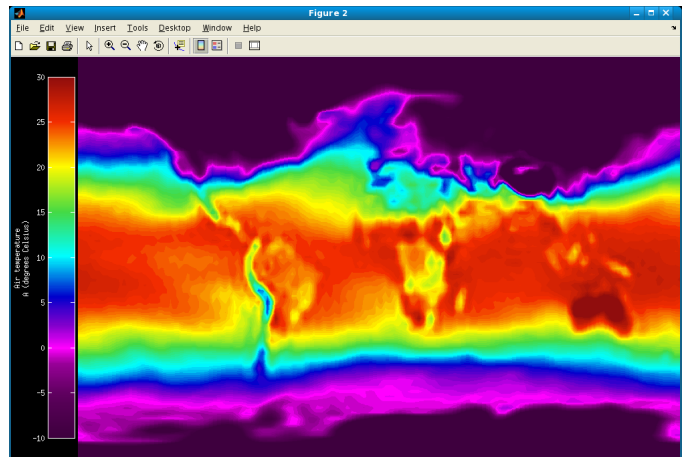 Figure 2
File Edit View Insert Tools Desktop Window Help
30
25
20
15
10
5
0
-5
-10
Air temperature
A (degrees Celsius)